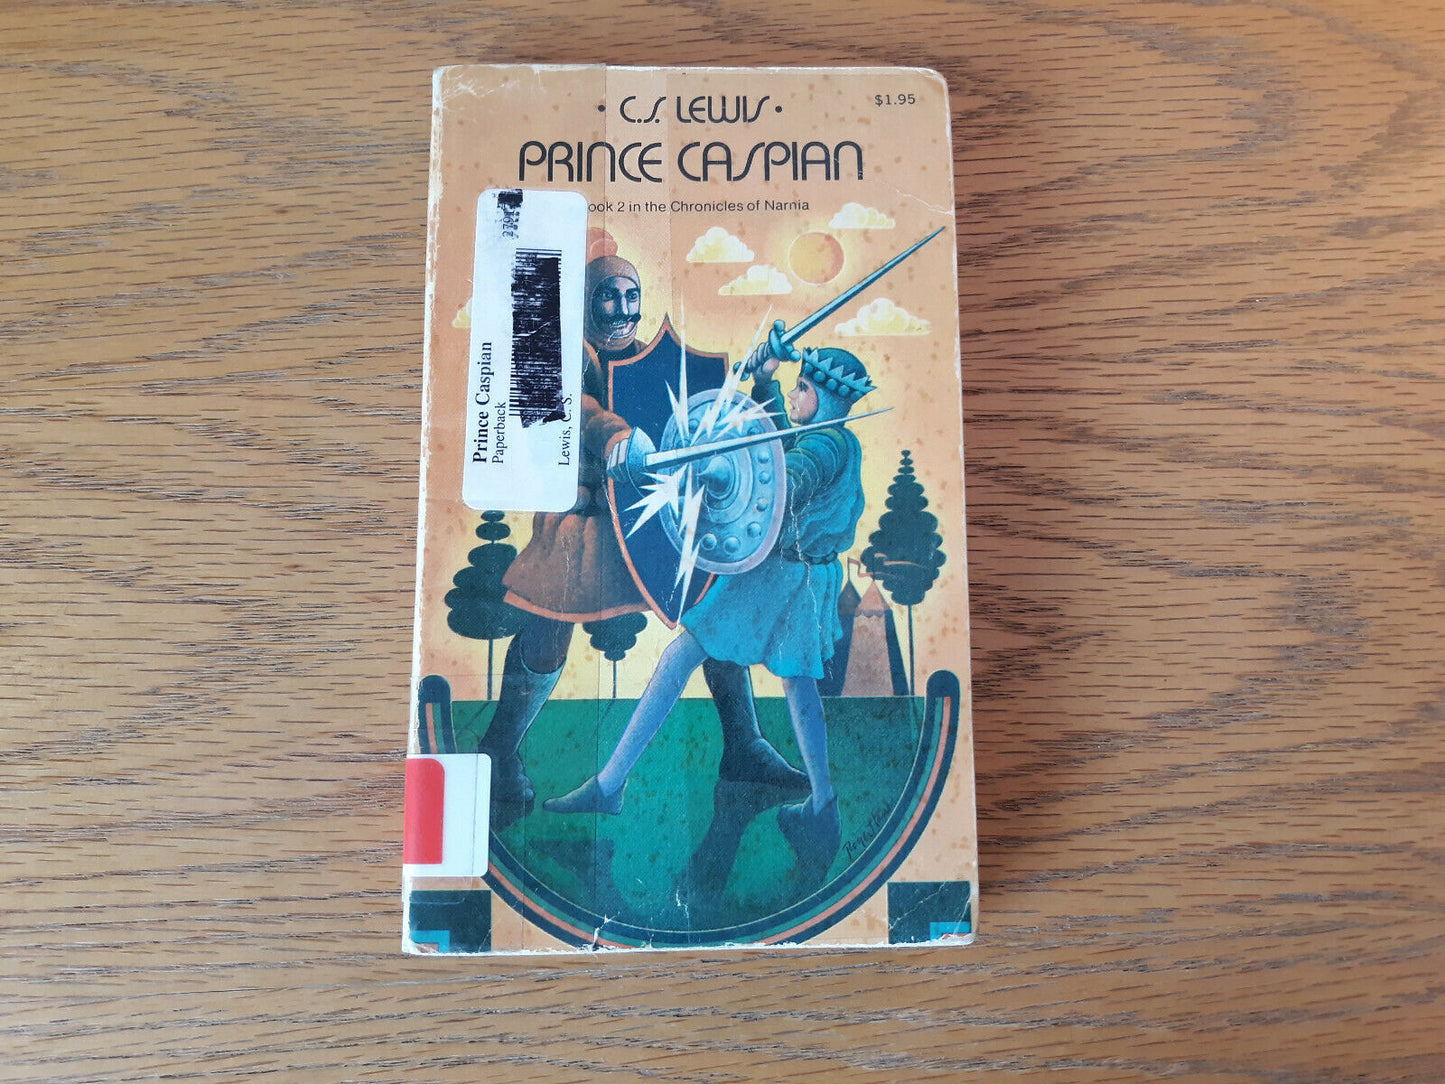 • C.S. LEWIS •
$1.95
PRINCE CASPIAN
ook 2 in the Chronicles of Narnia
Prince Caspian
Paperback
Lewis, C. S.